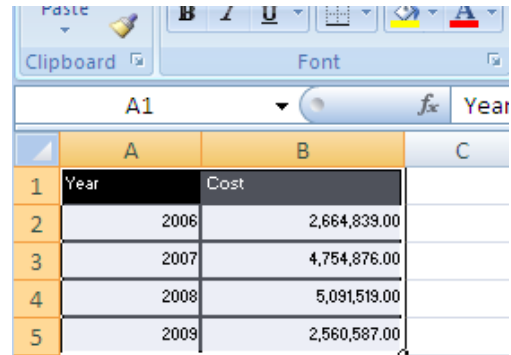 Paste
B I U A
Clipboard Font
A1 fx Year
A B C
1 Year Cost
2 2006 2,664,839.00
3 2007 4,754,876.00
4 2008 5,091,519.00
5 2009 2,560,587.00